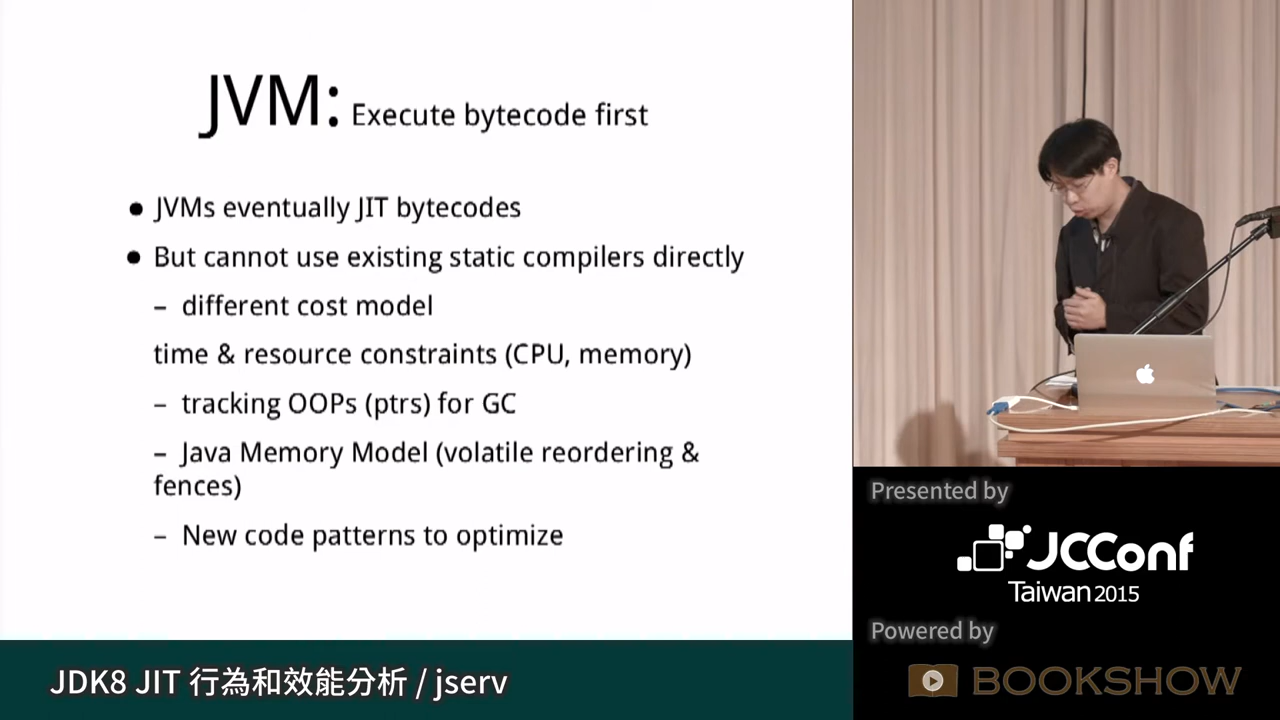 JVM: Execute bytecode first
● JVMs eventually JIT bytecodes
● But cannot use existing static compilers directly
– different cost model
time & resource constraints (CPU, memory)
– tracking OOPs (ptrs) for GC
– Java Memory Model (volatile reordering &
fences)
– New code patterns to optimize
Presented by
JCConf
Taiwan 2015
Powered by
BOOKSHOW
JDK8 JIT 行為和效能分析 / jserv